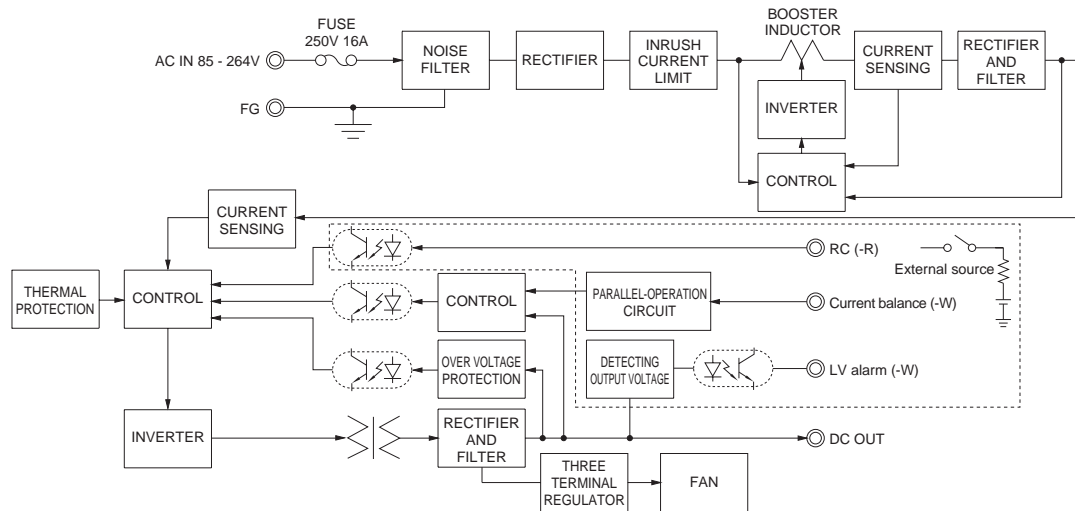 FUSE
250V 16A
AC IN 85 - 264V
FG
NOISE
FILTER
RECTIFIER
INRUSH
CURRENT
LIMIT
BOOSTER
INDUCTOR
CURRENT
SENSING
RECTIFIER
AND
FILTER
INVERTER
CONTROL
CURRENT
SENSING
RC (-R)
External source
THERMAL
PROTECTION
CONTROL
CONTROL
PARALLEL-OPERATION
CIRCUIT
Current balance (-W)
OVER VOLTAGE
PROTECTION
DETECTING
OUTPUT VOLTAGE
LV alarm (-W)
INVERTER
RECTIFIER
AND
FILTER
DC OUT
THREE
TERMINAL
REGULATOR
FAN